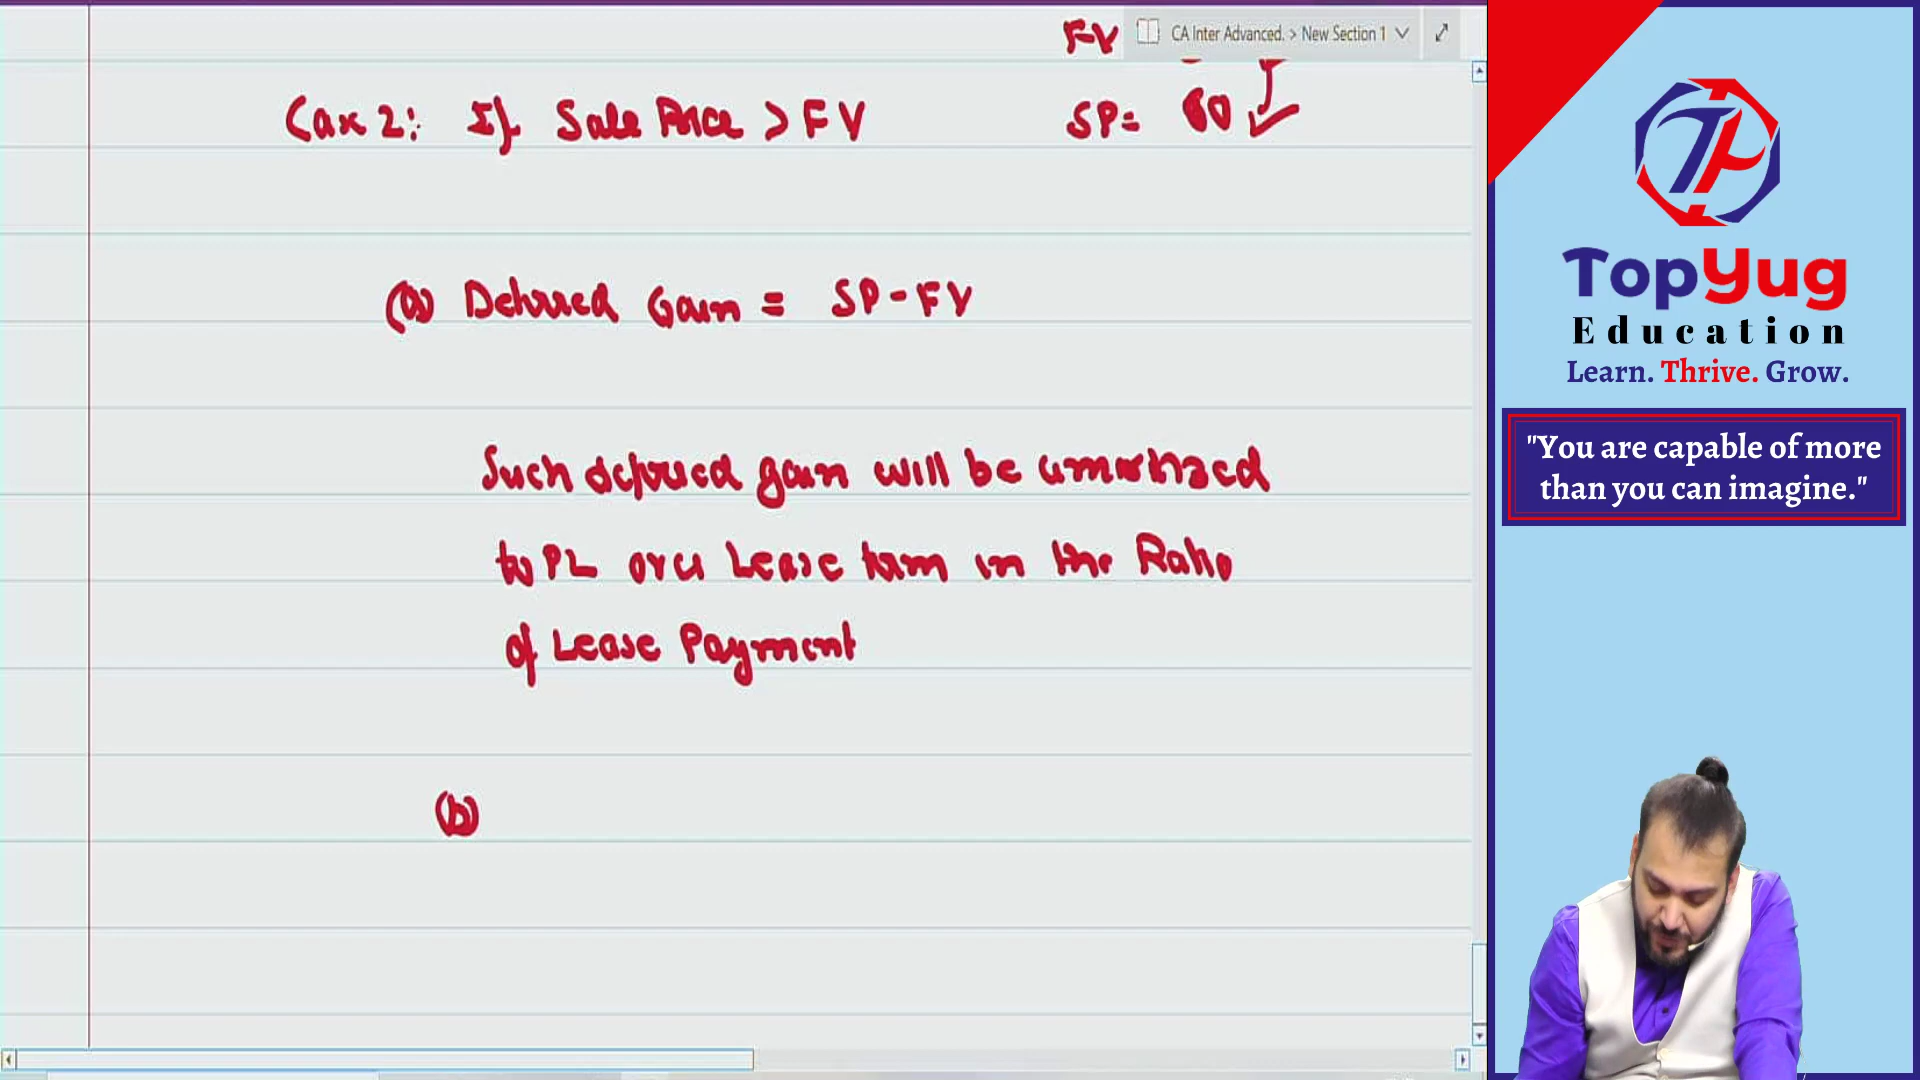 FV
CA Inter Advanced. > New Section 1
Case 2: If Sale Price > FV
SP= 80
(a) Deferred Gain = SP-FV
Such deferred gain will be amortized
to PL over Lease term in the Ratio
of Lease Payment
(b)
TopYug
Education
Learn. Thrive. Grow.
"You are capable of more
than you can imagine."